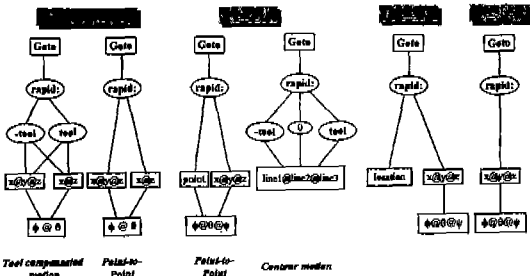 Goto Goto Goto Goto Goto Goto
rapid: rapid: rapid: rapid: rapid: rapid:
-tool tool -tool 0 tool
x@y@z x@z x@y@z x@z point x@y@z line1@line2@line3 location x@y@z x@y@z
ϕ @ θ ϕ @ θ ϕ@θ@ψ ϕ@θ@ψ ϕ@θ@ψ
Tool compensated Point-to- Point-to- Contour motion
motion Point Point